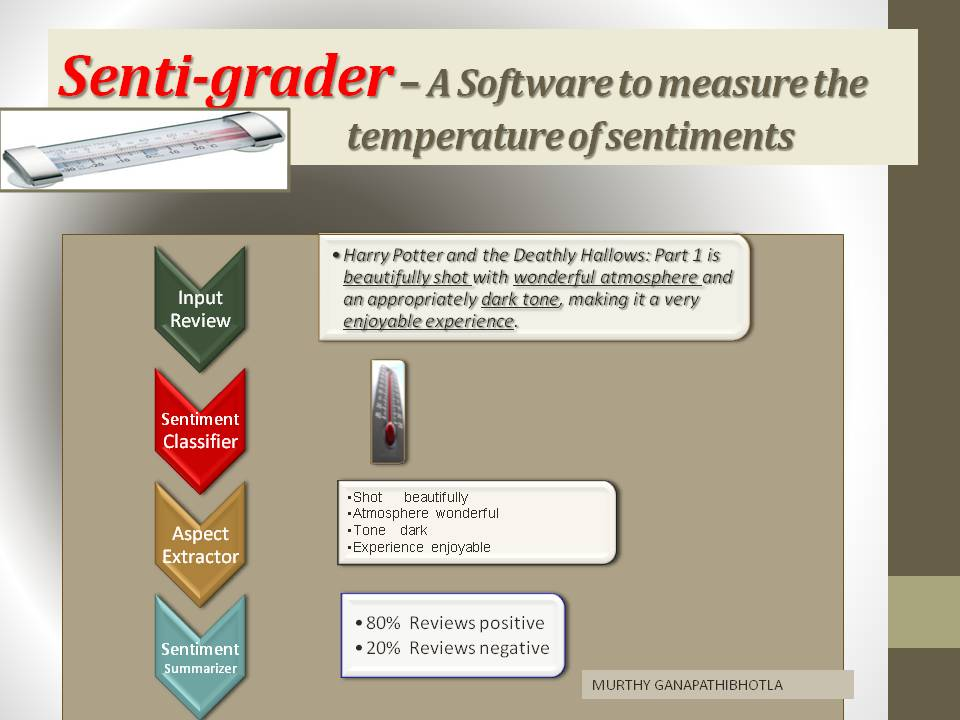 Senti-grader – A Software to measure the
temperature of sentiments
Input
Review
• Harry Potter and the Deathly Hallows: Part 1 is
beautifully shot with wonderful atmosphere and
an appropriately dark tone, making it a very
enjoyable experience.
Sentiment
Classifier
Aspect
Extractor
•Shot beautifully
•Atmosphere wonderful
•Tone dark
•Experience enjoyable
Sentiment
Summarizer
• 80% Reviews positive
• 20% Reviews negative
MURTHY GANAPATHIBHOTLA